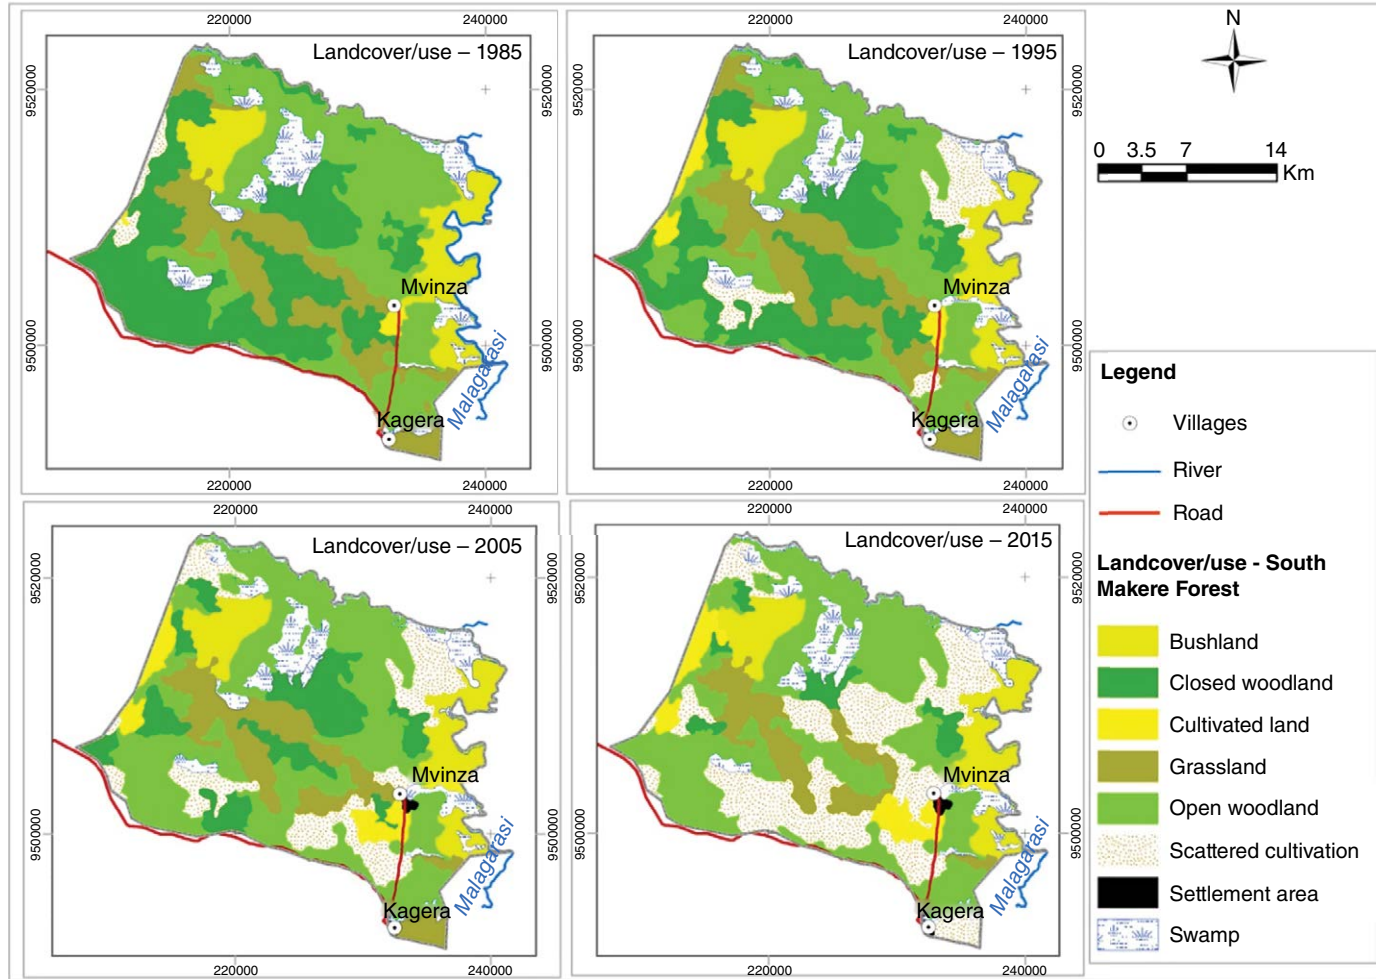 220000 240000
Landcover/use – 1985
9520000
9520000
9500000
9500000
Mvinza
Kagera
Malagarasi
220000 240000
220000 240000
Landcover/use – 1995
9520000
9500000
Mvinza
Kagera
Malagarasi
220000 240000
220000 240000
Landcover/use – 2005
9520000
9520000
9500000
9500000
Mvinza
Kagera
Malagarasi
220000 240000
220000 240000
Landcover/use – 2015
9520000
9500000
Mvinza
Kagera
Malagarasi
220000 240000
N
0 3.5 7 14
Km
Legend
Villages
River
Road
Landcover/use - South
Makere Forest
Bushland
Closed woodland
Cultivated land
Grassland
Open woodland
Scattered cultivation
Settlement area
Swamp